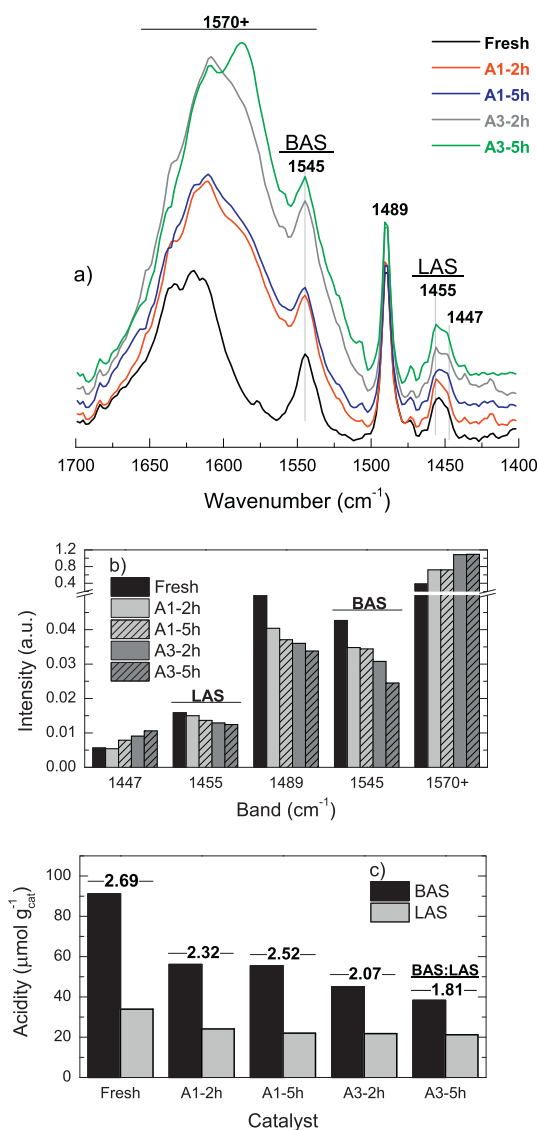 1570+
Fresh
A1-2h
A1-5h
A3-2h
A3-5h
BAS
1545
1489
LAS
1455
1447
a)
1700 1650 1600 1550 1500 1450 1400
Wavenumber (cm-1)
b)
1.2
0.4
0.04
0.03
0.02
0.01
0.00
Intensity (a.u.)
Fresh
A1-2h
A1-5h
A3-2h
A3-5h
LAS
BAS
1447 1455 1489 1545 1570+
Band (cm-1)
c)
BAS
LAS
100
80
60
40
20
0
Acidity (μmol g-1cat)
2.69
2.32
2.52
2.07
BAS:LAS
1.81
Fresh A1-2h A1-5h A3-2h A3-5h
Catalyst